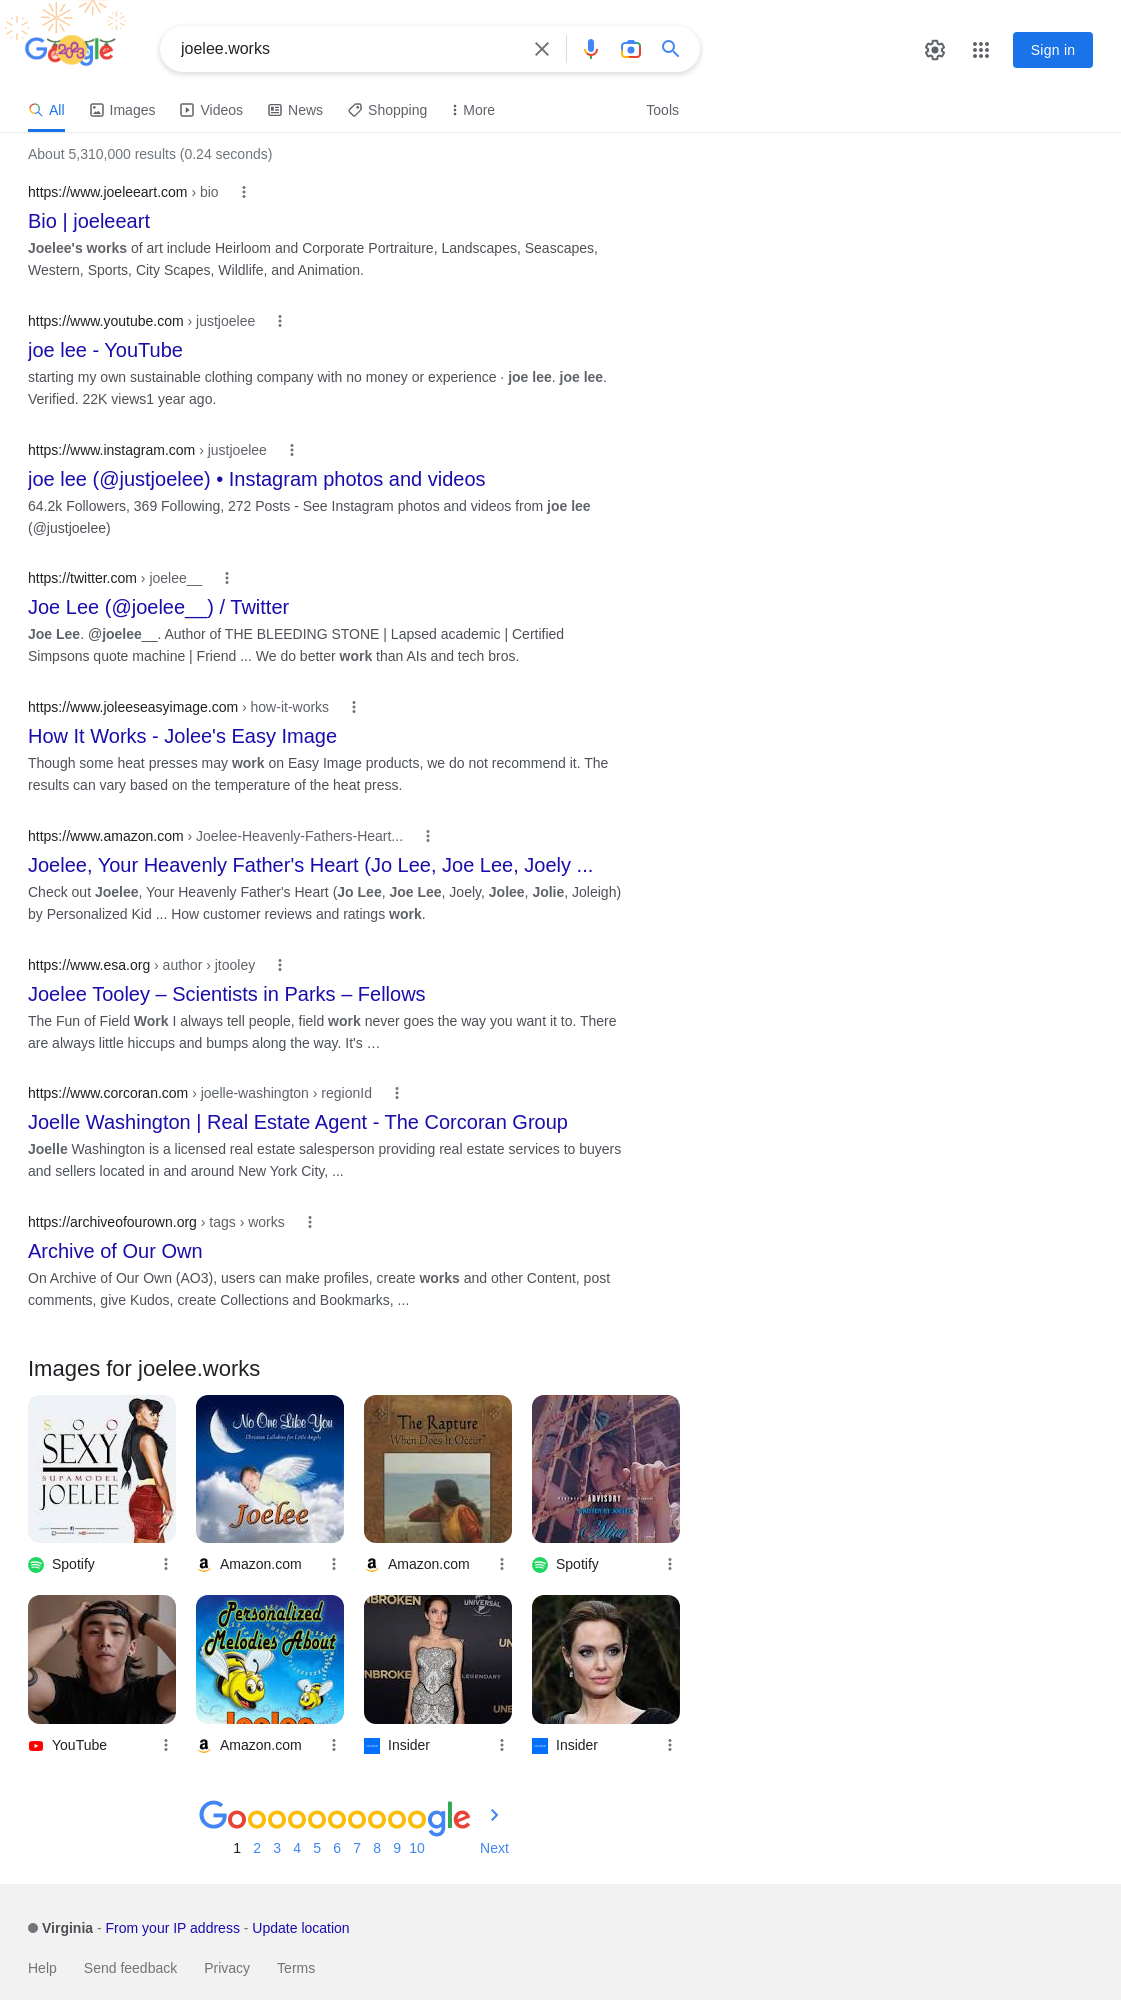 Google
joelee.works
Sign in
All
Images
Videos
News
Shopping
More
Tools
About 5,310,000 results (0.24 seconds)
https://www.joeleeart.com › bio
Bio | joeleeart
Joelee's works of art include Heirloom and Corporate Portraiture, Landscapes, Seascapes,
Western, Sports, City Scapes, Wildlife, and Animation.
https://www.youtube.com › justjoelee
joe lee - YouTube
starting my own sustainable clothing company with no money or experience · joe lee. joe lee.
Verified. 22K views1 year ago.
https://www.instagram.com › justjoelee
joe lee (@justjoelee) • Instagram photos and videos
64.2k Followers, 369 Following, 272 Posts - See Instagram photos and videos from joe lee
(@justjoelee)
https://twitter.com › joelee__
Joe Lee (@joelee__) / Twitter
Joe Lee. @joelee__. Author of THE BLEEDING STONE | Lapsed academic | Certified
Simpsons quote machine | Friend ... We do better work than AIs and tech bros.
https://www.joleeseasyimage.com › how-it-works
How It Works - Jolee's Easy Image
Though some heat presses may work on Easy Image products, we do not recommend it. The
results can vary based on the temperature of the heat press.
https://www.amazon.com › Joelee-Heavenly-Fathers-Heart...
Joelee, Your Heavenly Father's Heart (Jo Lee, Joe Lee, Joely ...
Check out Joelee, Your Heavenly Father's Heart (Jo Lee, Joe Lee, Joely, Jolee, Jolie, Joleigh)
by Personalized Kid ... How customer reviews and ratings work.
https://www.esa.org › author › jtooley
Joelee Tooley – Scientists in Parks – Fellows
The Fun of Field Work I always tell people, field work never goes the way you want it to. There
are always little hiccups and bumps along the way. It's …
https://www.corcoran.com › joelle-washington › regionId
Joelle Washington | Real Estate Agent - The Corcoran Group
Joelle Washington is a licensed real estate salesperson providing real estate services to buyers
and sellers located in and around New York City, ...
https://archiveofourown.org › tags › works
Archive of Our Own
On Archive of Our Own (AO3), users can make profiles, create works and other Content, post
comments, give Kudos, create Collections and Bookmarks, ...
Images for joelee.works
SOO
SEXY
SUPAMODEL
JOELEE
No One Like You
Christian Lullabies for Little Angels
Joelee
The Rapture
When Does It Occur?
ADVISORY
Alive
Spotify
Amazon.com
Amazon.com
Spotify
Personalized
Melodies About
Joelee
NBROKEN
UNIVERSAL
UN
NBROKE
LEGENDARY
UNE
YouTube
Amazon.com
Insider
Insider
Goooooooooogle
1 2 3 4 5 6 7 8 9 10 Next
Virginia - From your IP address - Update location
Help Send feedback Privacy Terms